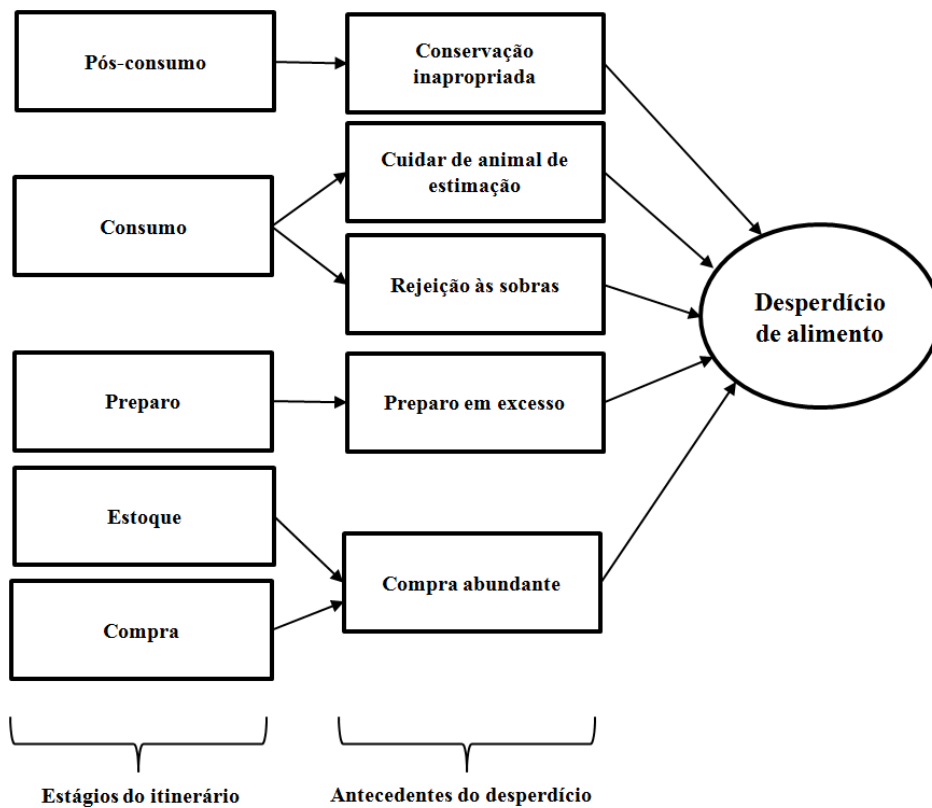 Pós-consumo
Conservação
inapropriada
Cuidar de animal de
estimação
Consumo
Rejeição às sobras
Desperdício
de alimento
Preparo
Preparo em excesso
Estoque
Compra abundante
Compra
Estágios do itinerário
Antecedentes do desperdício